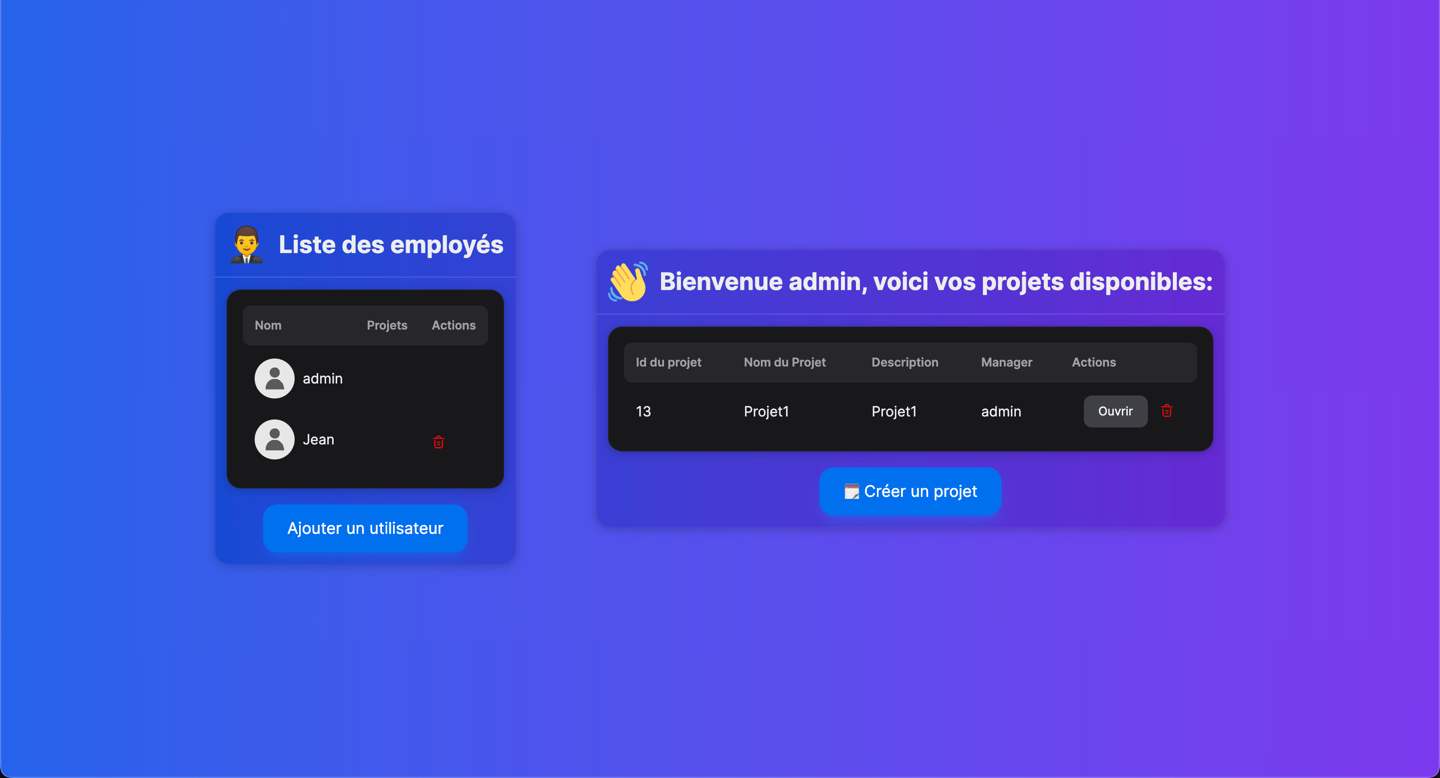 Liste des employés
Nom Projets Actions
admin
Jean
Ajouter un utilisateur
Bienvenue admin, voici vos projets disponibles:
Id du projet Nom du Projet Description Manager Actions
13 Projet1 Projet1 admin Ouvrir
Créer un projet